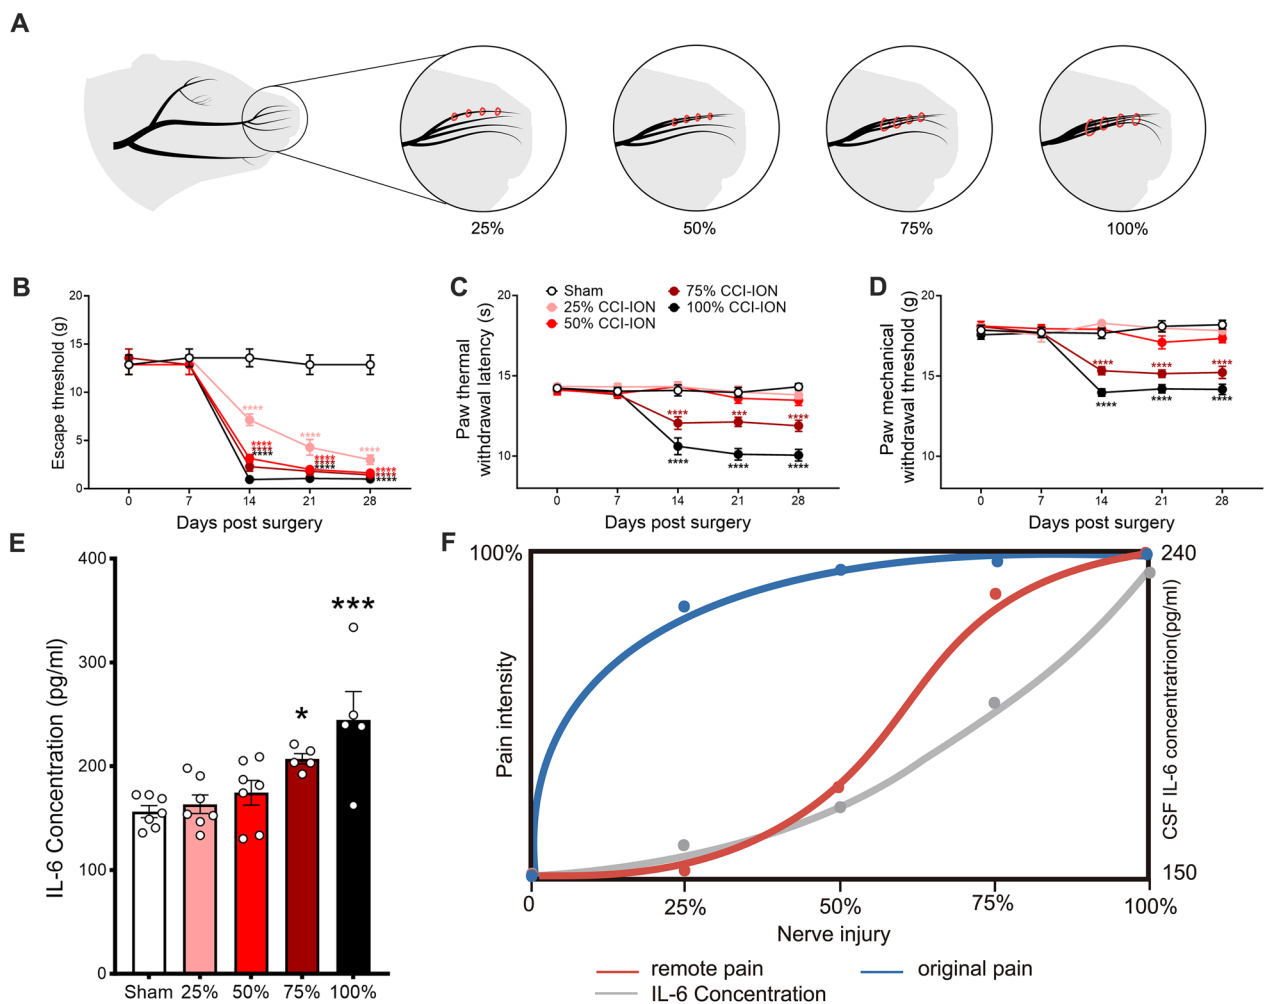 A
25%
50%
75%
100%
B
20
15
10
5
0
Escape threshold (g)
****
****
****
****
****
****
****
****
****
****
****
****
0
7
14
21
28
Days post surgery
C
Sham
25% CCI-ION
50% CCI-ION
75% CCI-ION
100% CCI-ION
20
15
10
Paw thermal
withdrawal latency (s)
****
***
****
****
****
****
0
7
14
21
28
Days post surgery
D
20
15
10
Paw mechanical
withdrawal threshold (g)
****
****
****
****
****
****
0
7
14
21
28
Days post surgery
E
400
300
200
100
0
IL-6 Concentration (pg/ml)
*
***
Sham
25%
50%
75%
100%
F
100%
Pain intensity
240
150
CSF IL-6 concentratrion(pg/ml)
0
25%
50%
75%
100%
Nerve injury
remote pain
original pain
IL-6 Concentration